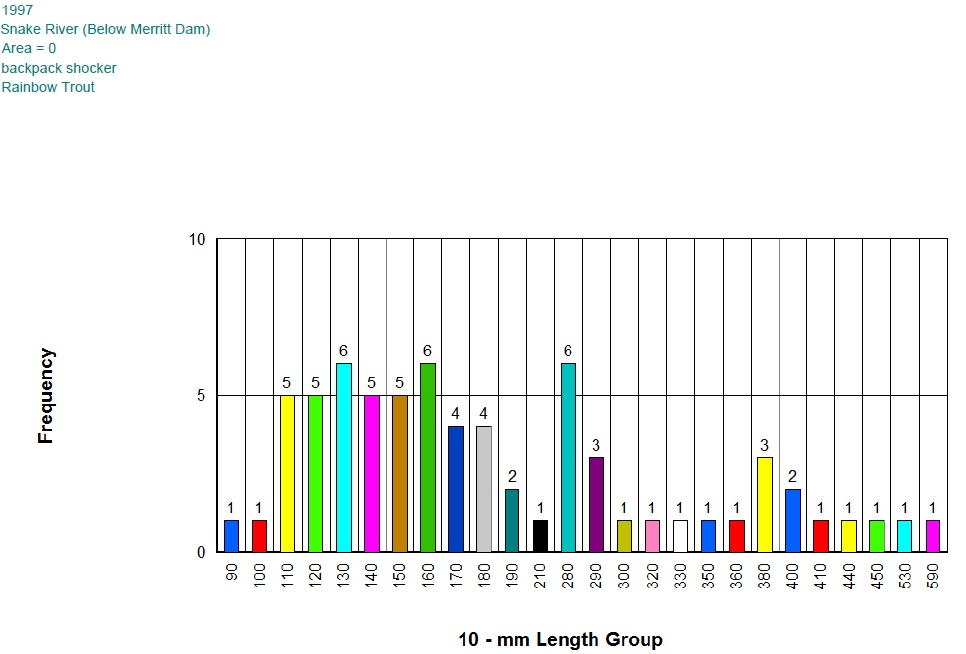 1997
Snake River (Below Merritt Dam)
Area = 0
backpack shocker
Rainbow Trout
10
5
0
Frequency
1 1 5 5 6 5 5 6 4 4 2 1 6 3 1 1 1 1 1 3 2 1 1 1 1 1
90 100 110 120 130 140 150 160 170 180 190 210 280 290 300 320 330 350 360 380 400 410 440 450 530 590
10 - mm Length Group